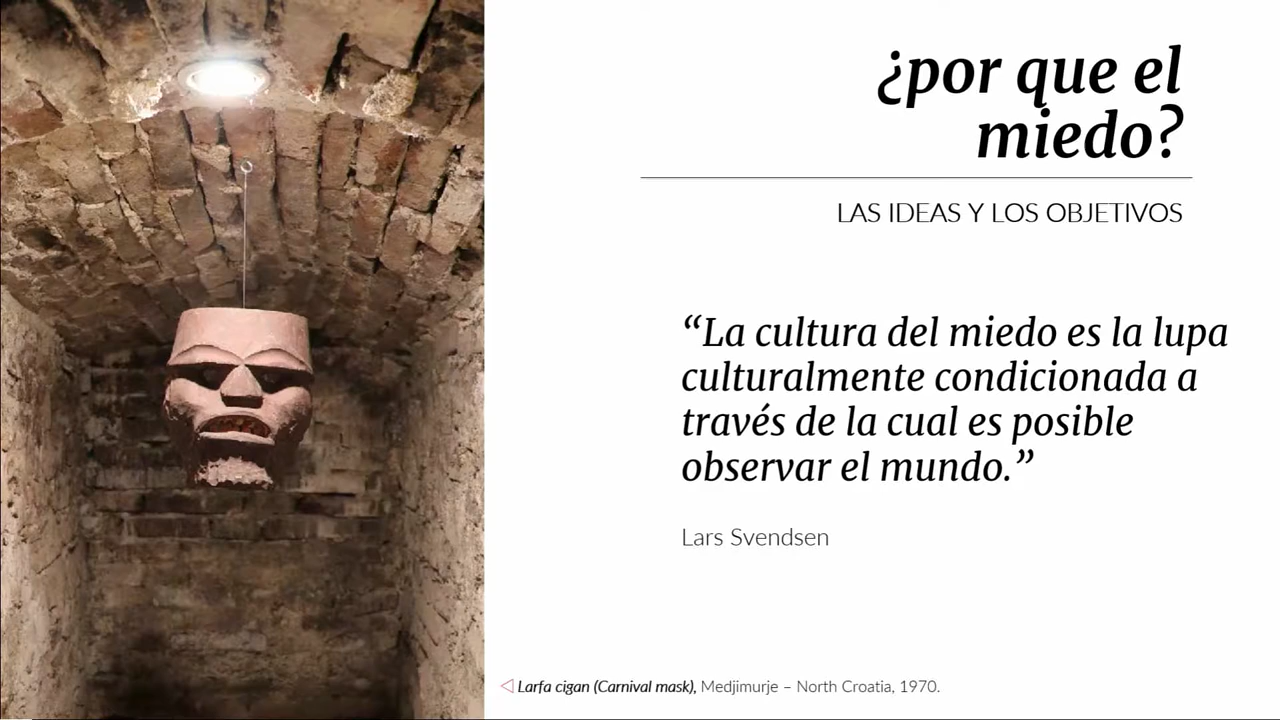 ¿por que el
miedo?
LAS IDEAS Y LOS OBJETIVOS
“La cultura del miedo es la lupa
culturalmente condicionada a
través de la cual es posible
observar el mundo.”
Lars Svendsen
Larfa cigan (Carnival mask), Medjimurje – North Croatia, 1970.